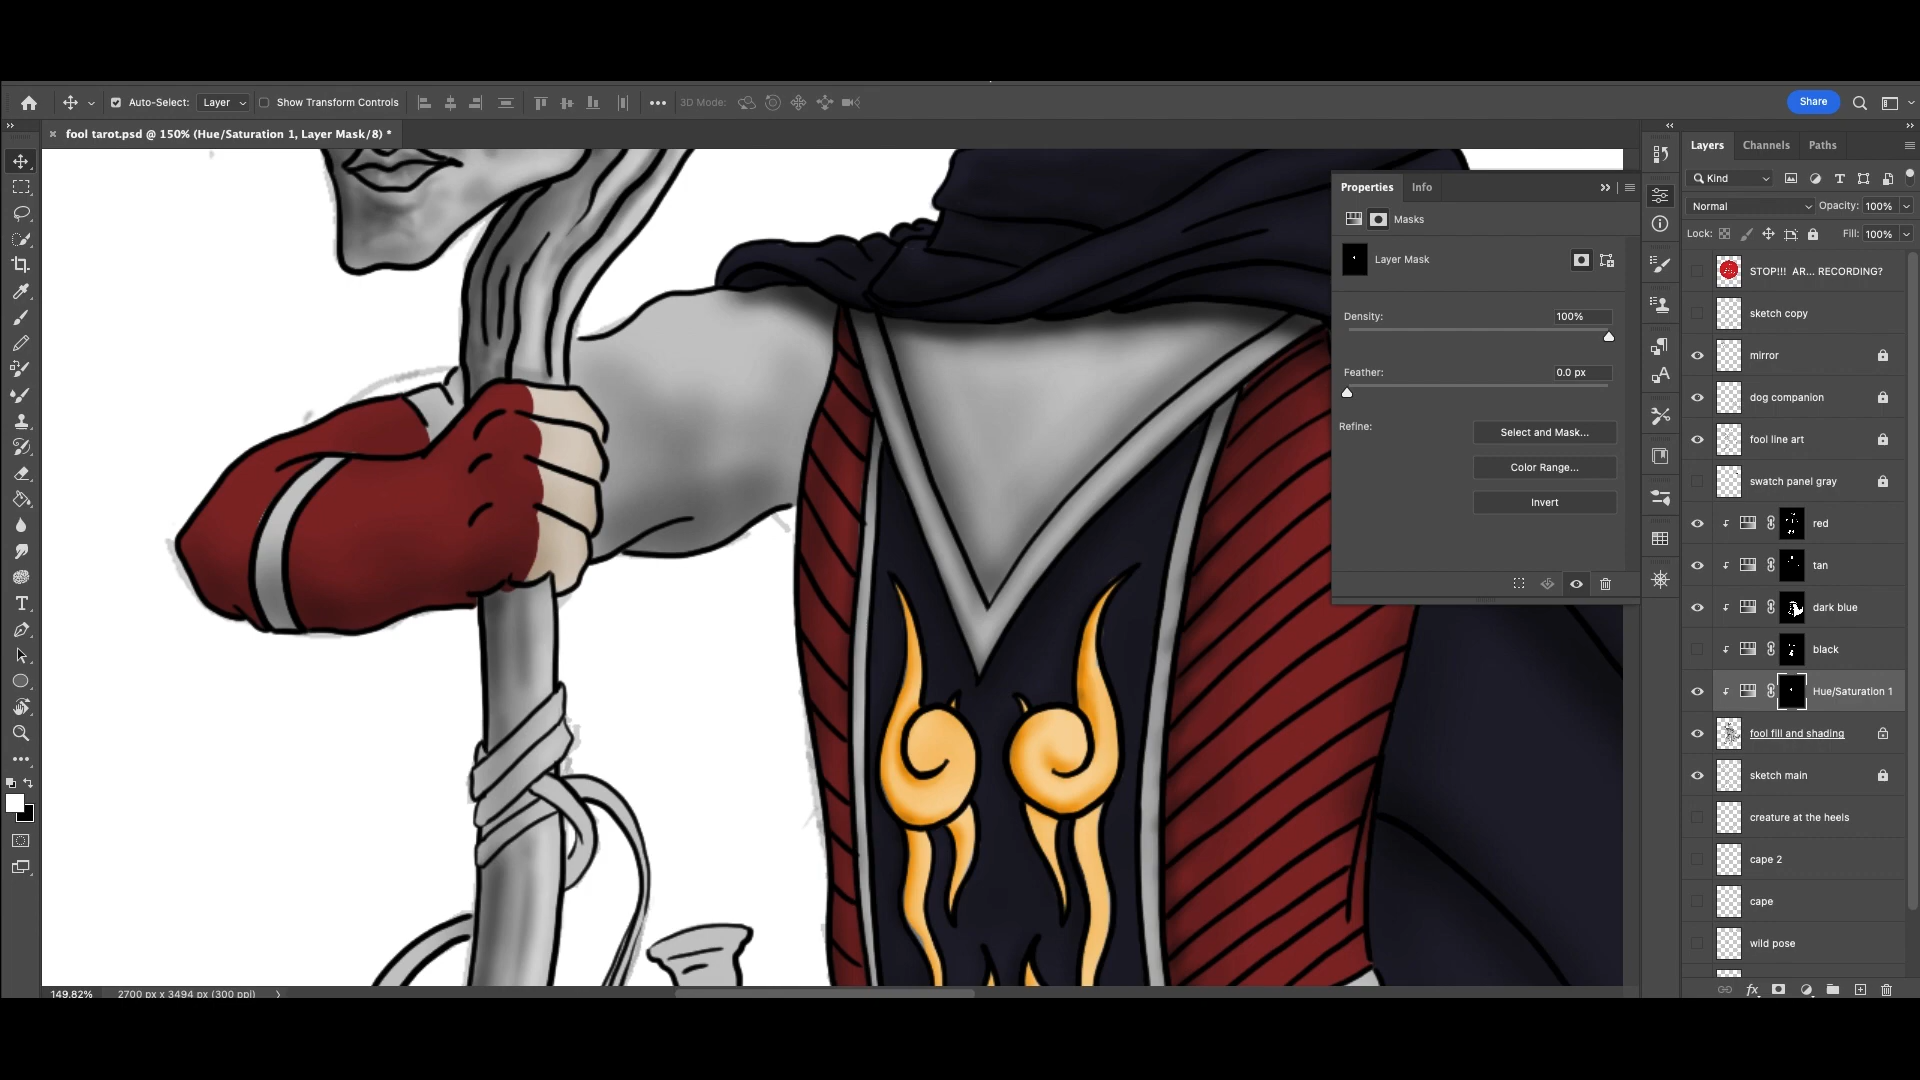 Auto-Select: Layer Show Transform Controls 3D Mode: Share
fool tarot.psd @ 150% (Hue/Saturation 1, Layer Mask/8) *
Layers Channels Paths
Kind
Normal Opacity: 100%
Lock: Fill: 100%
Properties Info
Masks
Layer Mask
Density: 100%
Feather: 0.0 px
Refine: Select and Mask...
Color Range...
Invert
STOP!!! AR... RECORDING?
sketch copy
mirror
dog companion
fool line art
swatch panel gray
red
tan
dark blue
black
Hue/Saturation 1
fool fill and shading
sketch main
creature at the heels
cape 2
cape
wild pose
149.82% 2700 px x 3494 px (300 ppi)